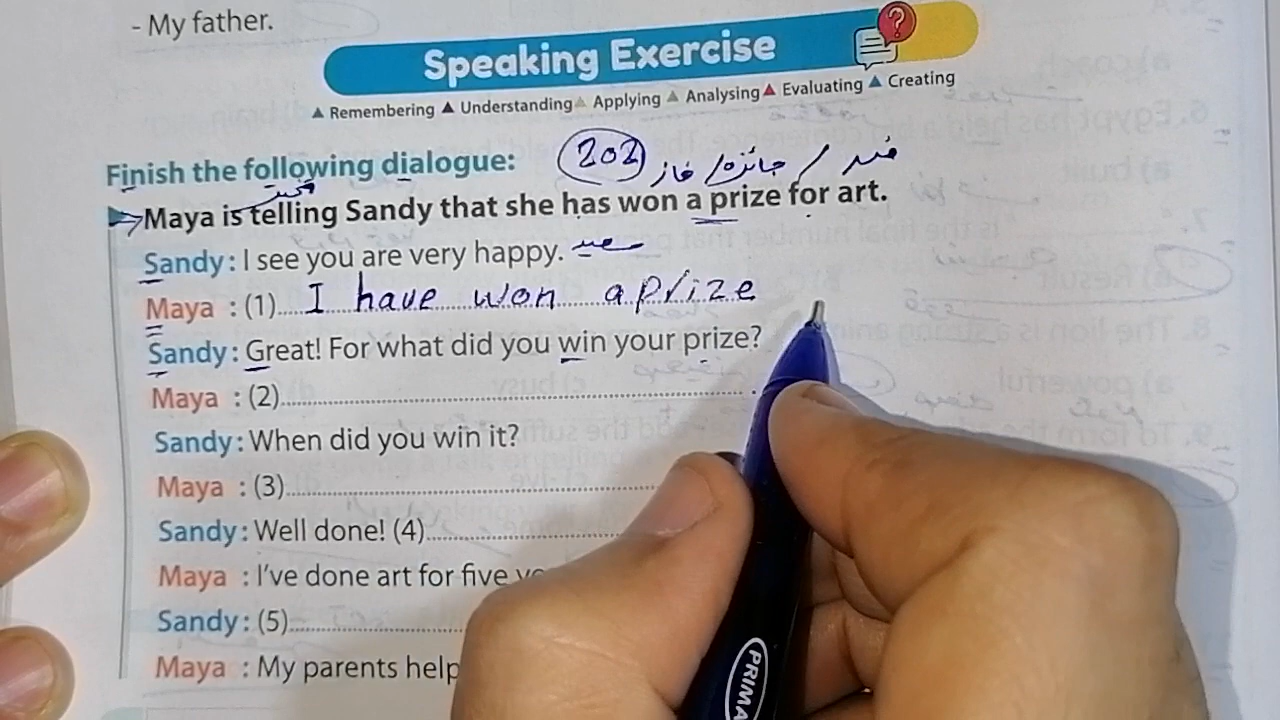 - My father.
Speaking Exercise ?
Remembering Understanding Applying Analysing Evaluating Creating
Finish the following dialogue: 202 فاز / جائزة / فنى
Maya is telling Sandy that she has won a prize for art.
Sandy: I see you are very happy. سعيد
Maya : (1) I have won a prize
Sandy: Great! For what did you win your prize?
Maya : (2)
Sandy: When did you win it?
Maya : (3)
Sandy: Well done! (4)
Maya : I've done art for five
Sandy: (5)
Maya : My parents help
PRIMA